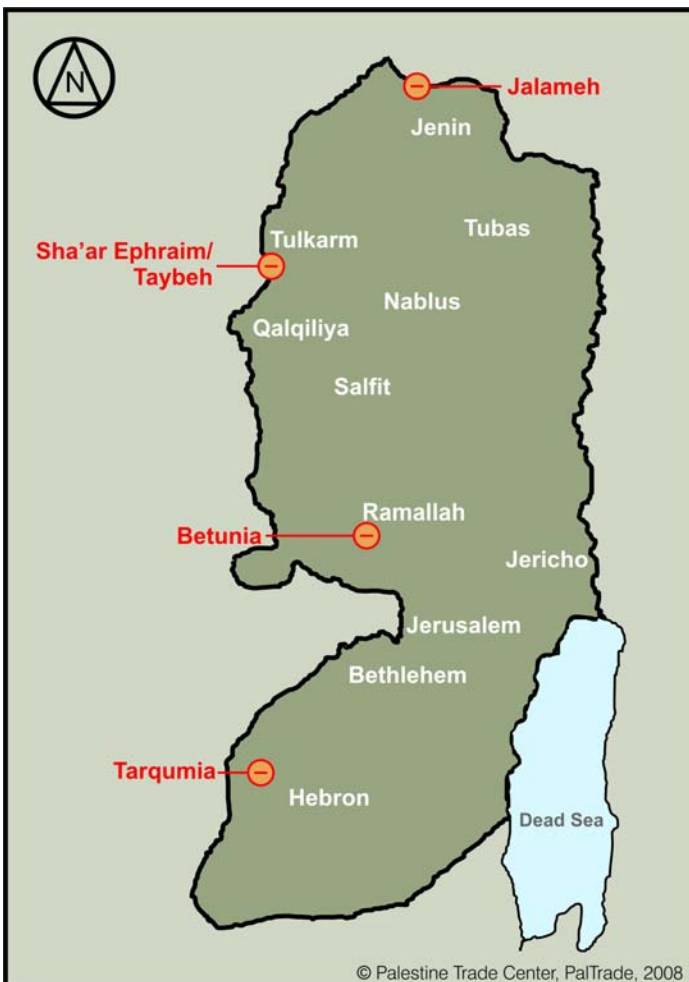 N
Jalameh
Jenin
Tubas
Tulkarm
Sha'ar Ephraim/
Taybeh
Nablus
Qalqiliya
Salfit
Ramallah
Betunia
Jericho
Jerusalem
Bethlehem
Tarqumia
Hebron
Dead Sea
© Palestine Trade Center, PalTrade, 2008